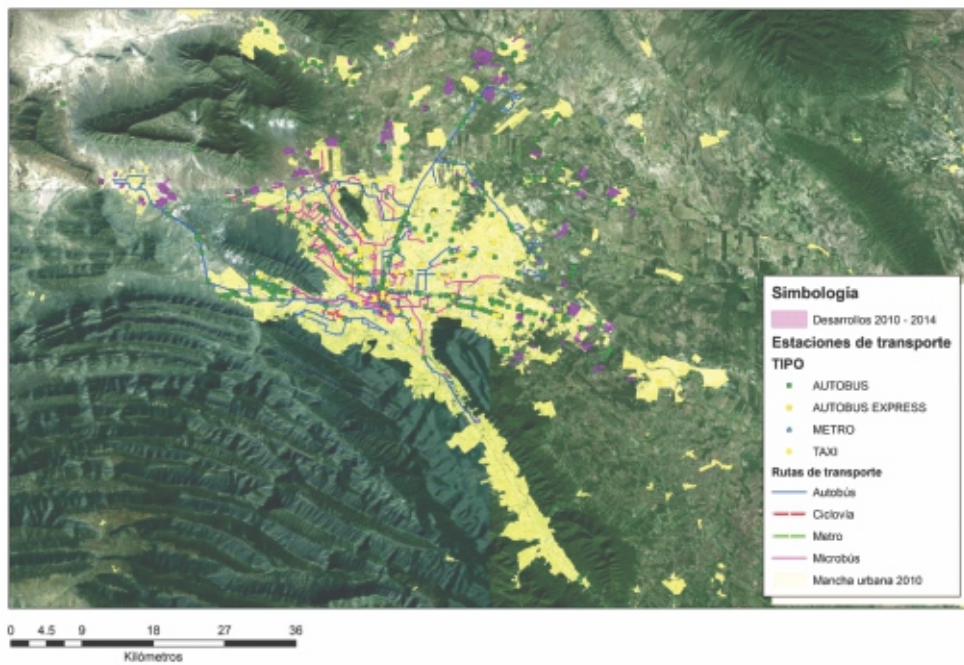 Simbología
Desarrollos 2010 - 2014
Estaciones de transporte
TIPO
AUTOBUS
AUTOBUS EXPRESS
METRO
TAXI
Rutas de transporte
Autobús
Ciclovía
Metro
Microbús
Mancha urbana 2010
0 4.5 9 18 27 36
Kilómetros